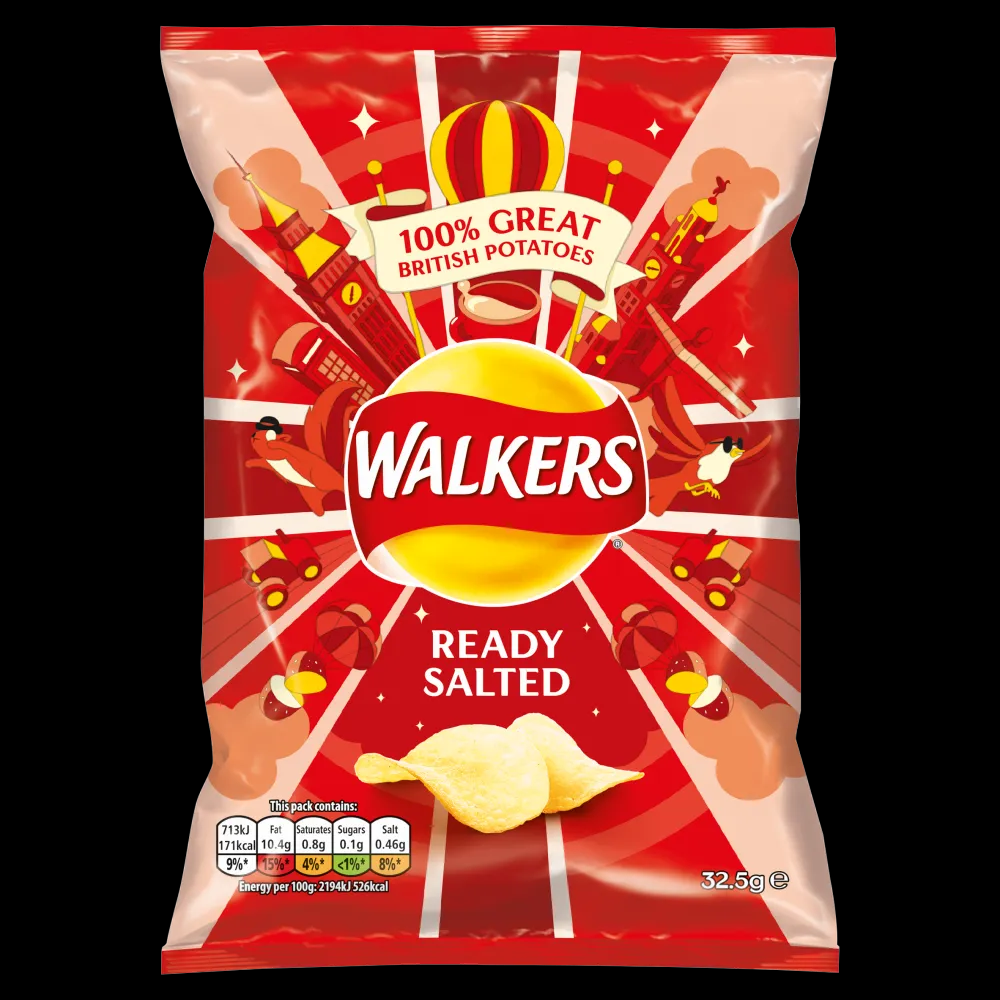 100% GREAT
BRITISH POTATOES
WALKERS
®
READY
SALTED
This pack contains:
713kJ 171kcal 9%*
Fat 10.4g 15%*
Saturates 0.8g 4%*
Sugars 0.1g <1%*
Salt 0.46g 8%*
Energy per 100g: 2194kJ 526kcal
32.5g ℮